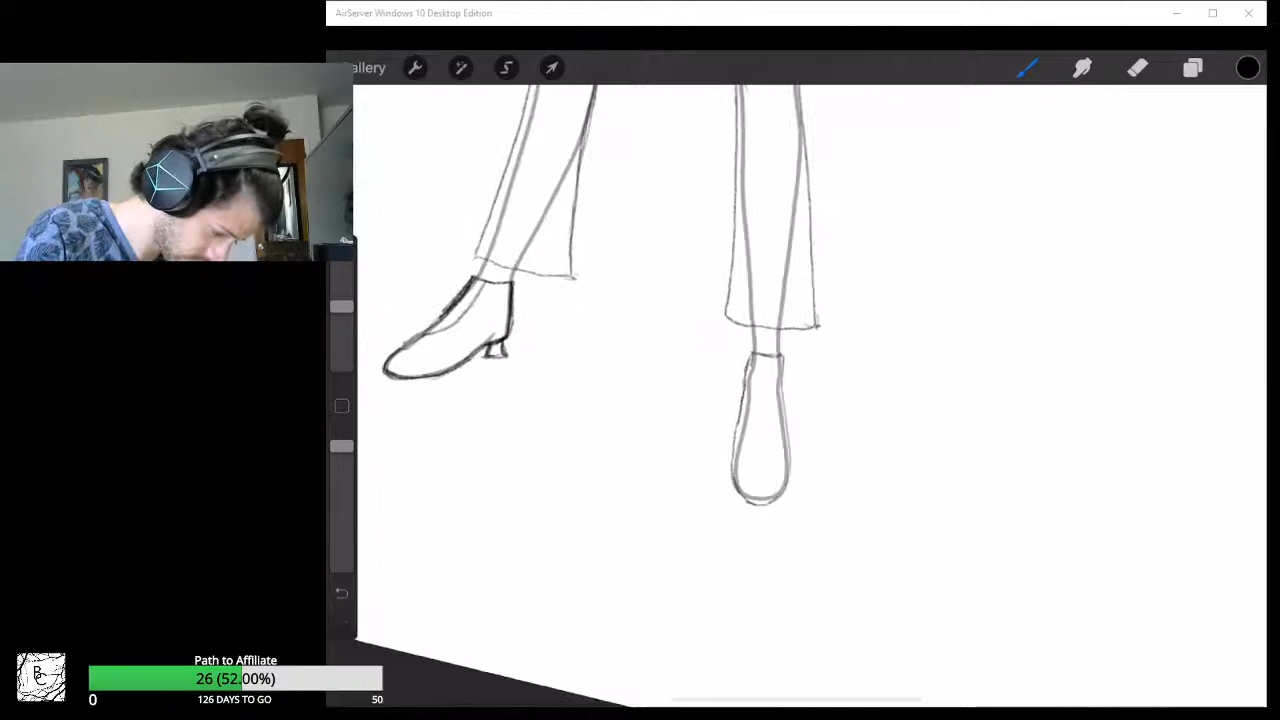 AirServer Windows 10 Desktop Edition
allery
S
Path to Affiliate
26 (52.00%)
0
126 DAYS TO GO
50
B